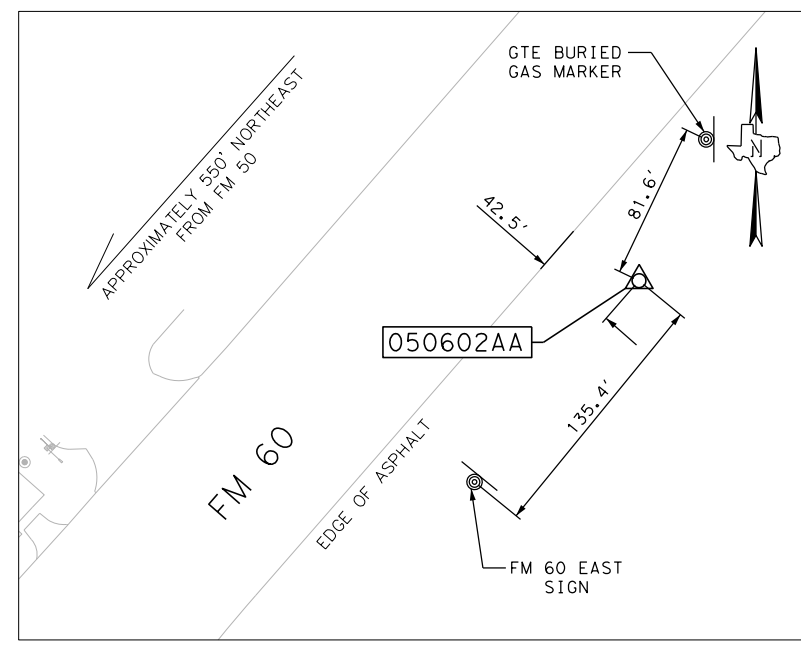 GTE BURIED
GAS MARKER
N
APPROXIMATELY 550' NORTHEAST
FROM FM 50
42.5'
81.6'
050602AA
135.4'
FM 60
EDGE OF ASPHALT
FM 60 EAST
SIGN